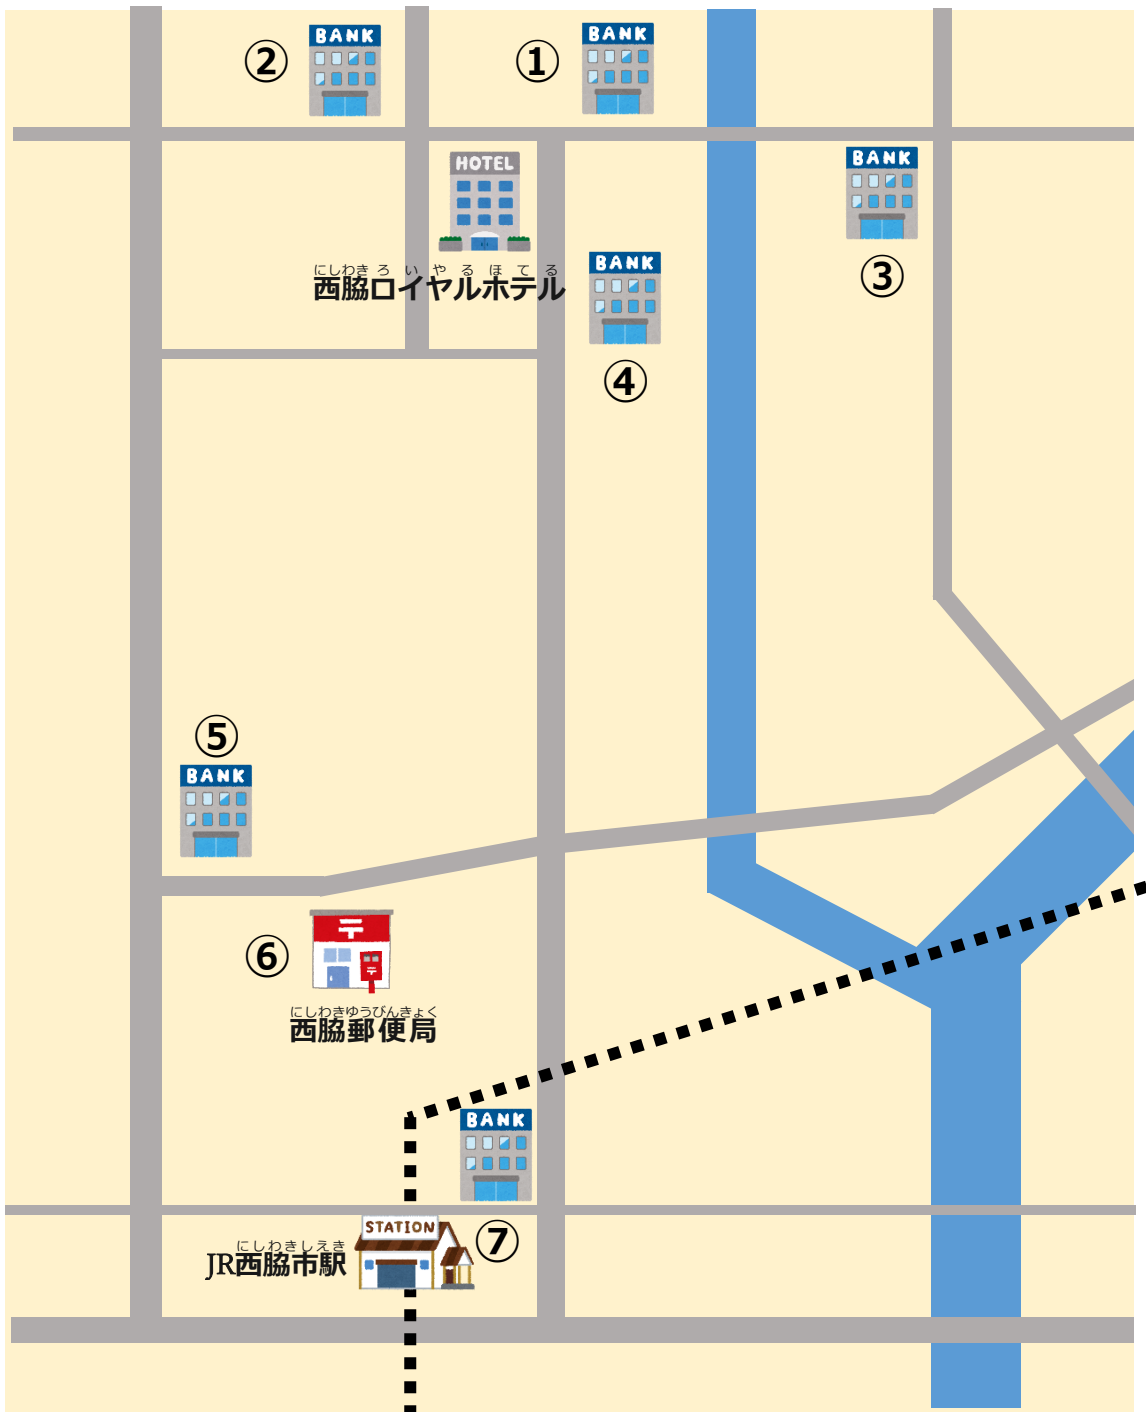 ② BANK ① BANK
HOTEL
BANK
③
にしわきろいやるほてる
西脇ロイヤルホテル
BANK
④
⑤
BANK
⑥
〒
〒
にしわきゆうびんきょく
西脇郵便局
BANK
⑦
STATION
にしわきしえき
JR西脇市駅